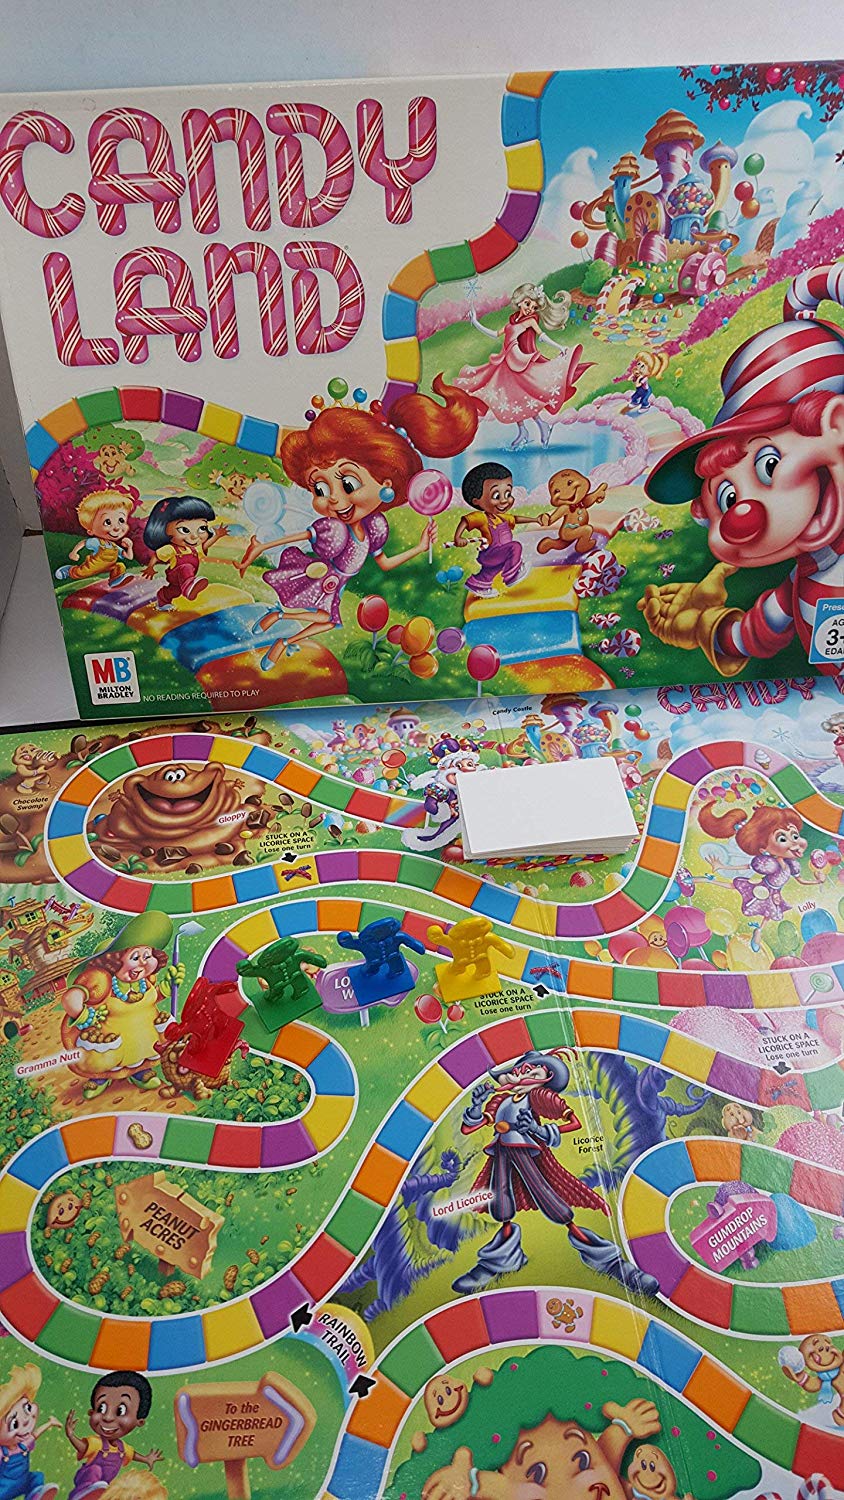 CANDY
LAND
MB
MILTON
BRADLEY
NO READING REQUIRED TO PLAY
3-
CANDY
Candy Castle
Chocolate
Swamp
Gloppy
STUCK ON A
LICORICE SPACE
Lose one turn
Lolly
STUCK ON A
LICORICE SPACE
Lose one turn
STUCK ON A
LICORICE SPACE
Lose one turn
Gramma Nutt
Licorice
Forest
Lord Licorice
PEANUT
ACRES
GUMDROP
MOUNTAINS
RAINBOW
TRAIL
To the
GINGERBREAD
TREE